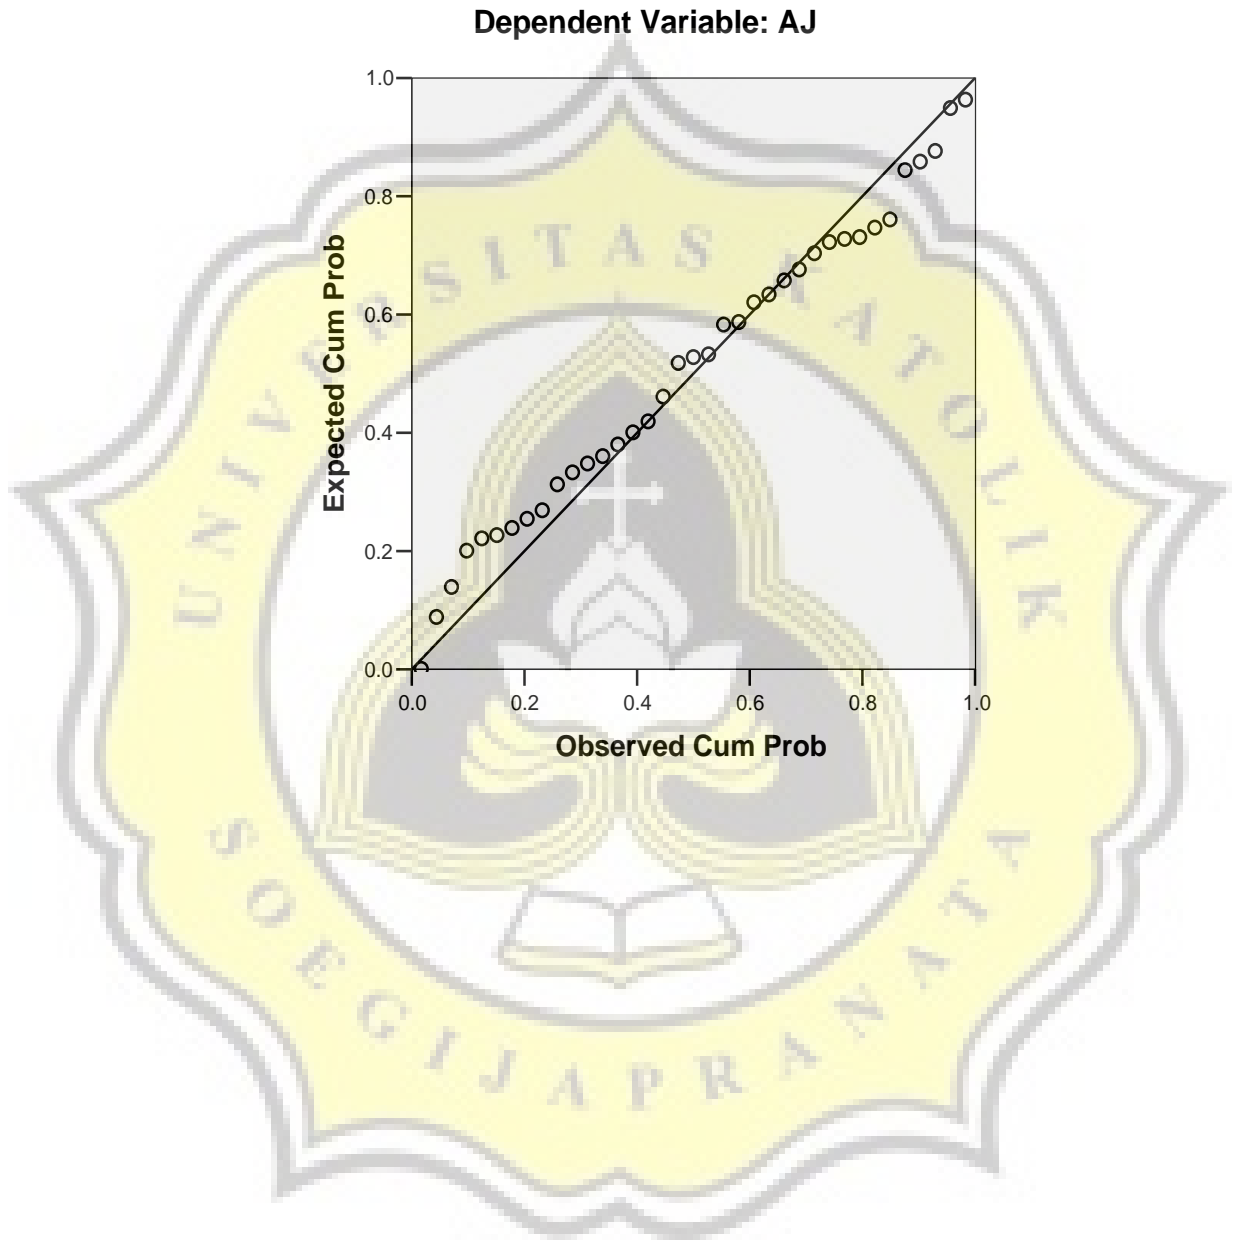 Dependent Variable: AJ
1.0
0.8
0.6
0.4
0.2
0.0
Expected Cum Prob
0.0 0.2 0.4 0.6 0.8 1.0
Observed Cum Prob
UNIVERSITAS KATOLIK
SOEGIJAPRANATA